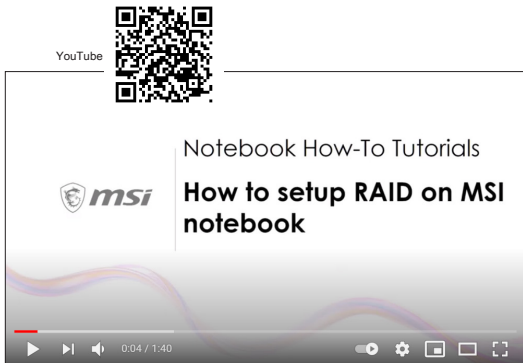 YouTube
Notebook How-To Tutorials
msi
How to setup RAID on MSI
notebook
0:04 / 1:40